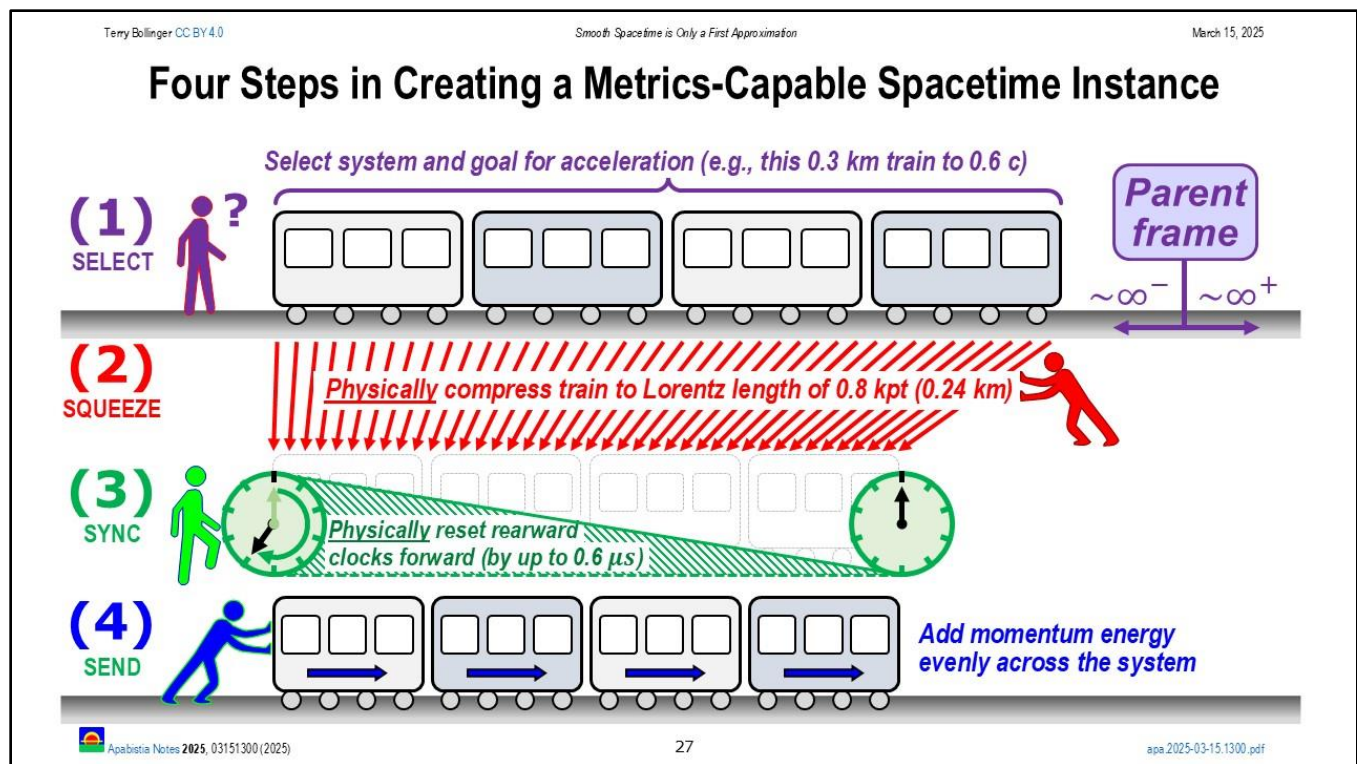 Terry Bollinger CC BY 4.0
Smooth Spacetime is Only a First Approximation
March 15, 2025
Four Steps in Creating a Metrics-Capable Spacetime Instance
Select system and goal for acceleration (e.g., this 0.3 km train to 0.6 c)
(1)
SELECT
?
Parent
frame
~∞⁻ ~∞⁺
(2)
SQUEEZE
Physically compress train to Lorentz length of 0.8 kpt (0.24 km)
(3)
SYNC
Physically reset rearward
clocks forward (by up to 0.6 μs)
(4)
SEND
Add momentum energy
evenly across the system
Apabistia Notes 2025, 03151300 (2025)
27
apa.2025-03-15.1300.pdf